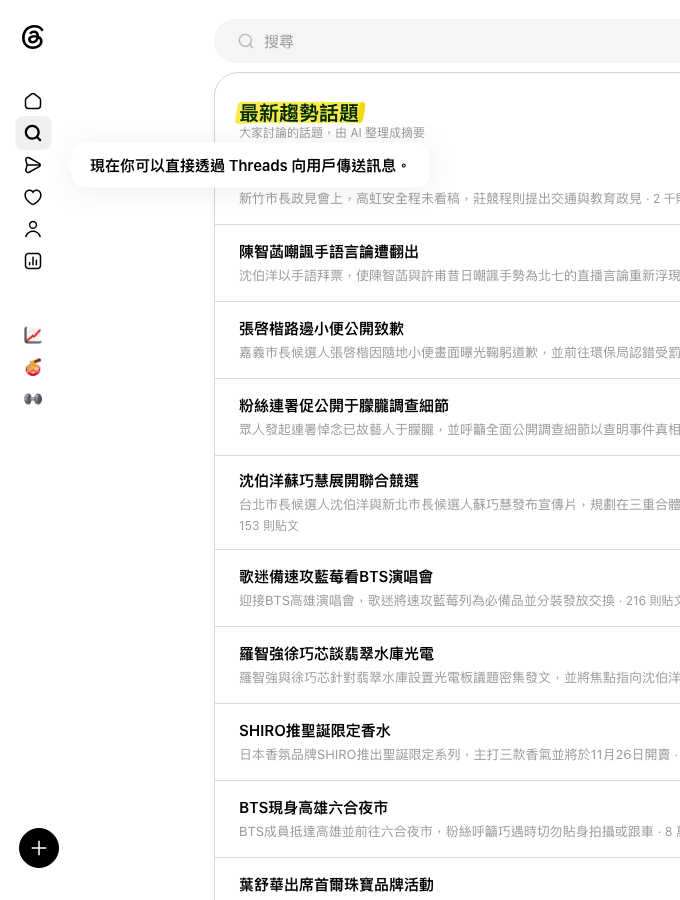 搜尋
最新趨勢話題
大家討論的話題，由 AI 整理成摘要
現在你可以直接透過 Threads 向用戶傳送訊息。
新竹市長政見會上，高虹安全程未看稿，莊競程則提出交通與教育政見 · 2 千
陳智菡嘲諷手語言論遭翻出
沈伯洋以手語拜票，使陳智菡與許甫昔日嘲諷手勢為北七的直播言論重新浮現
張啓楷路邊小便公開致歉
嘉義市長候選人張啓楷因隨地小便畫面曝光鞠躬道歉，並前往環保局認錯受罰
粉絲連署促公開于朦朧調查細節
眾人發起連署悼念已故藝人于朦朧，並呼籲全面公開調查細節以查明事件真相
沈伯洋蘇巧慧展開聯合競選
台北市長候選人沈伯洋與新北市長候選人蘇巧慧發布宣傳片，規劃在三重合體
153 則貼文
歌迷備速攻藍莓看BTS演唱會
迎接BTS高雄演唱會，歌迷將速攻藍莓列為必備品並分裝發放交換 · 216 則貼文
羅智強徐巧芯談翡翠水庫光電
羅智強與徐巧芯針對翡翠水庫設置光電板議題密集發文，並將焦點指向沈伯洋
SHIRO推聖誕限定香水
日本香氛品牌SHIRO推出聖誕限定系列，主打三款香氣並將於11月26日開賣 ·
BTS現身高雄六合夜市
BTS成員抵達高雄並前往六合夜市，粉絲呼籲巧遇時切勿貼身拍攝或跟車 · 8
葉舒華出席首爾珠寶品牌活動